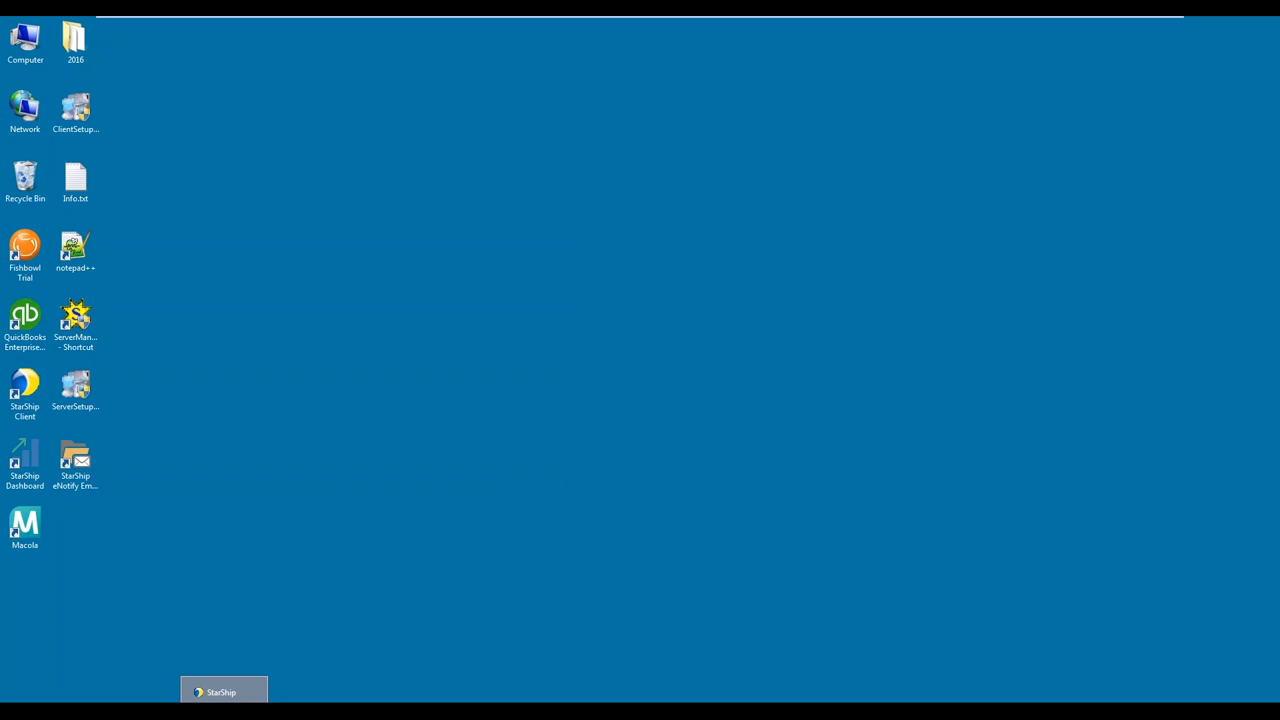 Computer
2016
Network
ClientSetup...
Recycle Bin
Info.txt
Fishbowl
Trial
notepad++
QuickBooks
Enterprise...
ServerMan...
- Shortcut
StarShip
Client
ServerSetup...
StarShip
Dashboard
StarShip
eNotify Em...
Macola
StarShip